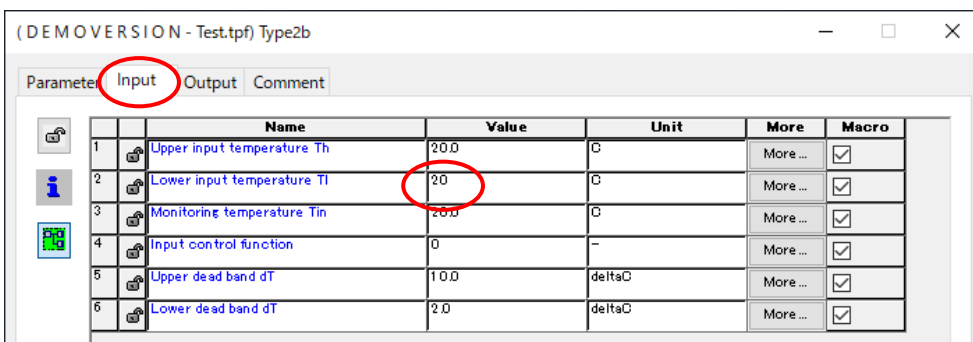 (DEMOVERSION - Test.tpf) Type2b
Parameter Input Output Comment
Name Value Unit More Macro
1 Upper input temperature Th 20.0 C More...
2 Lower input temperature Tl 20 C More...
3 Monitoring temperature Tin 20.0 C More...
4 Input control function 0 - More...
5 Upper dead band dT 10.0 deltaC More...
6 Lower dead band dT 2.0 deltaC More...